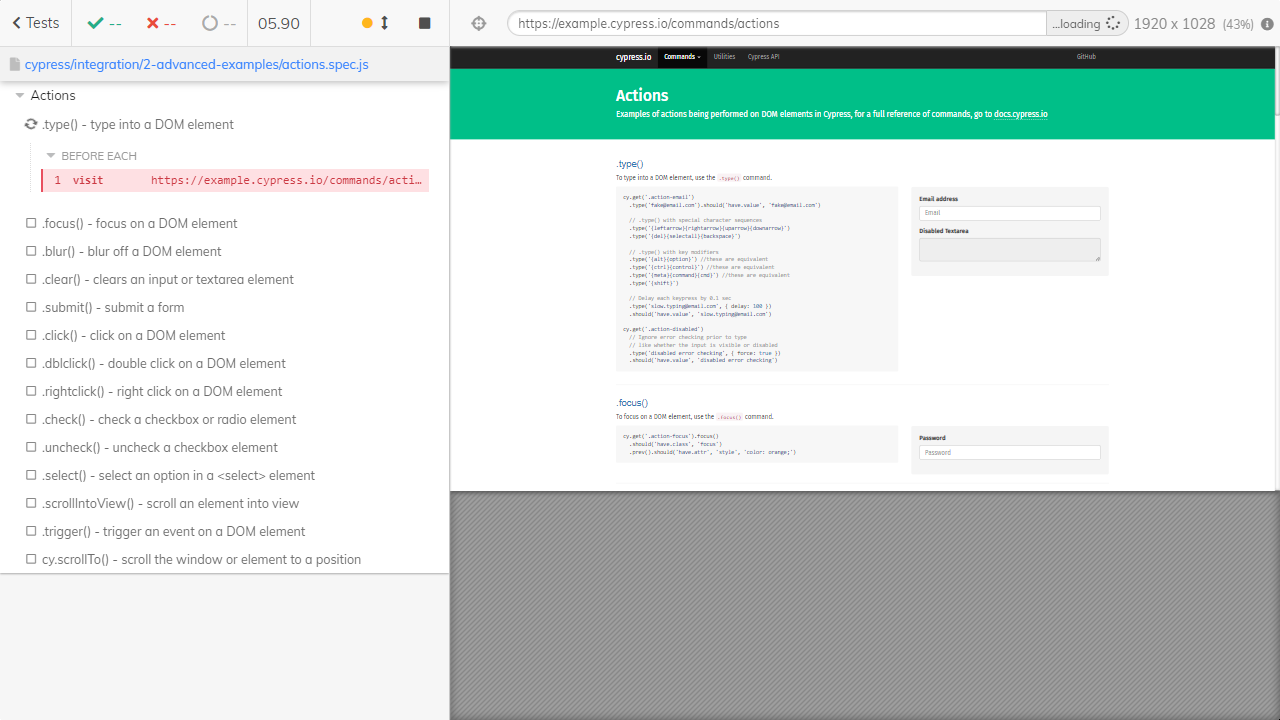 Tests
--
--
--
05.90
https://example.cypress.io/commands/actions
...loading
1920 x 1028 (43%)
cypress/integration/2-advanced-examples/actions.spec.js
Actions
.type() - type into a DOM element
BEFORE EACH
1 visit https://example.cypress.io/commands/acti...
.focus() - focus on a DOM element
.blur() - blur off a DOM element
.clear() - clears an input or textarea element
.submit() - submit a form
.click() - click on a DOM element
.dblclick() - double click on a DOM element
.rightclick() - right click on a DOM element
.check() - check a checkbox or radio element
.uncheck() - uncheck a checkbox element
.select() - select an option in a <select> element
.scrollIntoView() - scroll an element into view
.trigger() - trigger an event on a DOM element
cy.scrollTo() - scroll the window or element to a position
cypress.io Commands Utilities Cypress API GitHub
Actions
Examples of actions being performed on DOM elements in Cypress, for a full reference of commands, go to docs.cypress.io
.type()
To type into a DOM element, use the .type() command.
cy.get('.action-email')
.type('fake@email.com').should('have.value', 'fake@email.com')
// .type() with special character sequences
.type('{leftarrow}{rightarrow}{uparrow}{downarrow}')
.type('{del}{selectall}{backspace}')
// .type() with key modifiers
.type('{alt}{option}') //these are equivalent
.type('{ctrl}{control}') //these are equivalent
.type('{meta}{command}{cmd}') //these are equivalent
.type('{shift}')
// Delay each keypress by 0.1 sec
.type('slow.typing@email.com', { delay: 100 })
.should('have.value', 'slow.typing@email.com')
cy.get('.action-disabled')
// Ignore error checking prior to type
// like whether the input is visible or disabled
.type('disabled error checking', { force: true })
.should('have.value', 'disabled error checking')
Email address
Email
Disabled Textarea
.focus()
To focus on a DOM element, use the .focus() command.
cy.get('.action-focus').focus()
.should('have.class', 'focus')
.prev().should('have.attr', 'style', 'color: orange;')
Password
Password